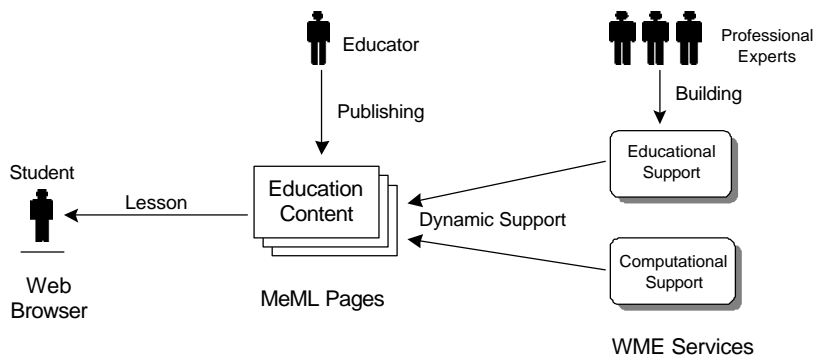 Educator
Professional
Experts
Publishing
Building
Student
Lesson
Education
Content
Dynamic Support
Educational
Support
Computational
Support
Web
Browser
MeML Pages
WME Services